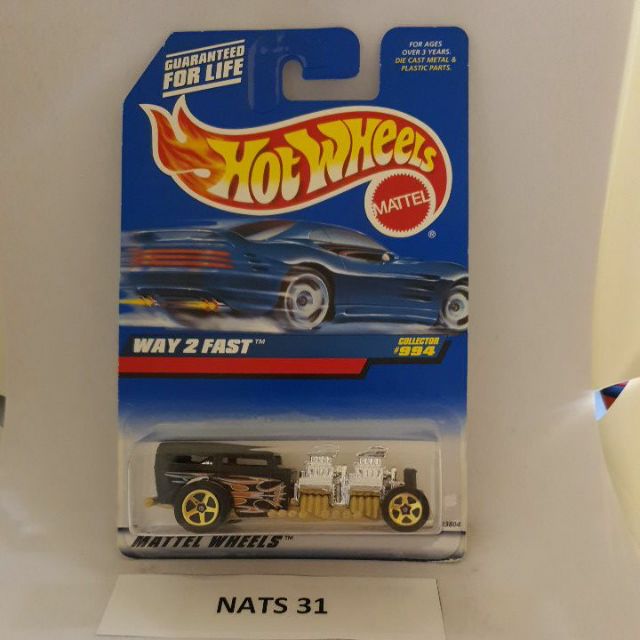 GUARANTEED
FOR LIFE
FOR AGES
OVER 3 YEARS.
DIE CAST METAL &
PLASTIC PARTS.
HOT WHEELS
MATTEL
®
WAY 2 FAST™
COLLECTOR
#994
MATTEL WHEELS™
NATS 31